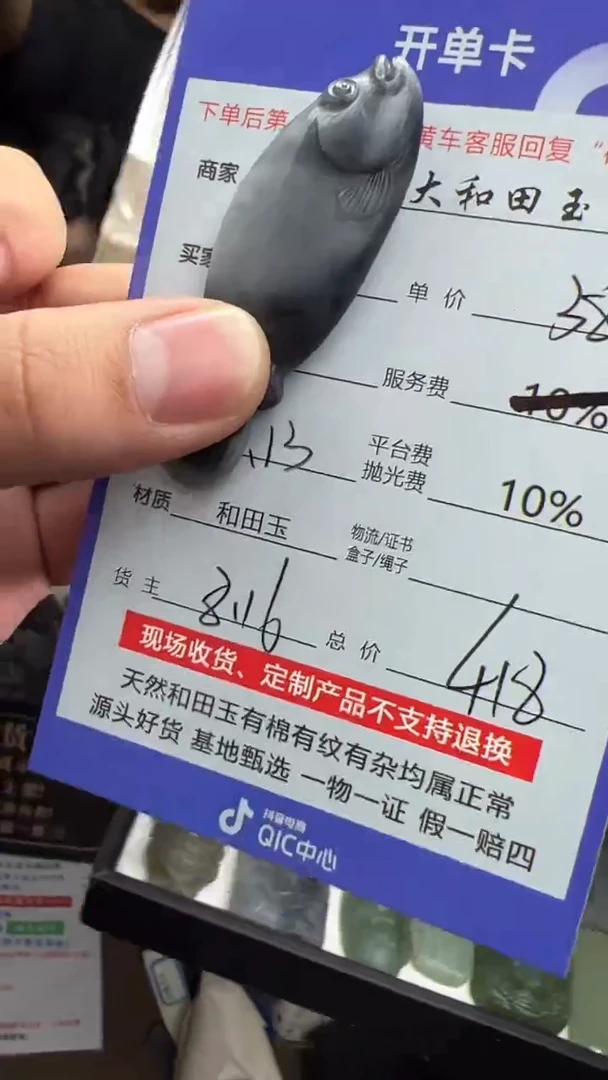 开单卡
下单后第 黄车客服回复 “
商家 大和田玉
买家 单价
服务费 10%
13 平台费 抛光费 10%
材质 和田玉 物流/证书 盒子/绳子
货主 总价 418
现场收货、定制产品不支持退换
天然和田玉有棉有纹有杂均属正常
源头好货 基地甄选 一物一证 假一赔四
抖音电商
QIC中心